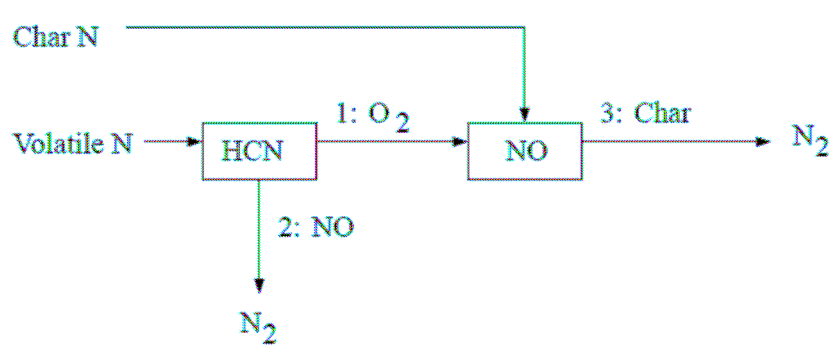 Char N
1: O2
3: Char
Volatile N
HCN
NO
N2
2: NO
N2